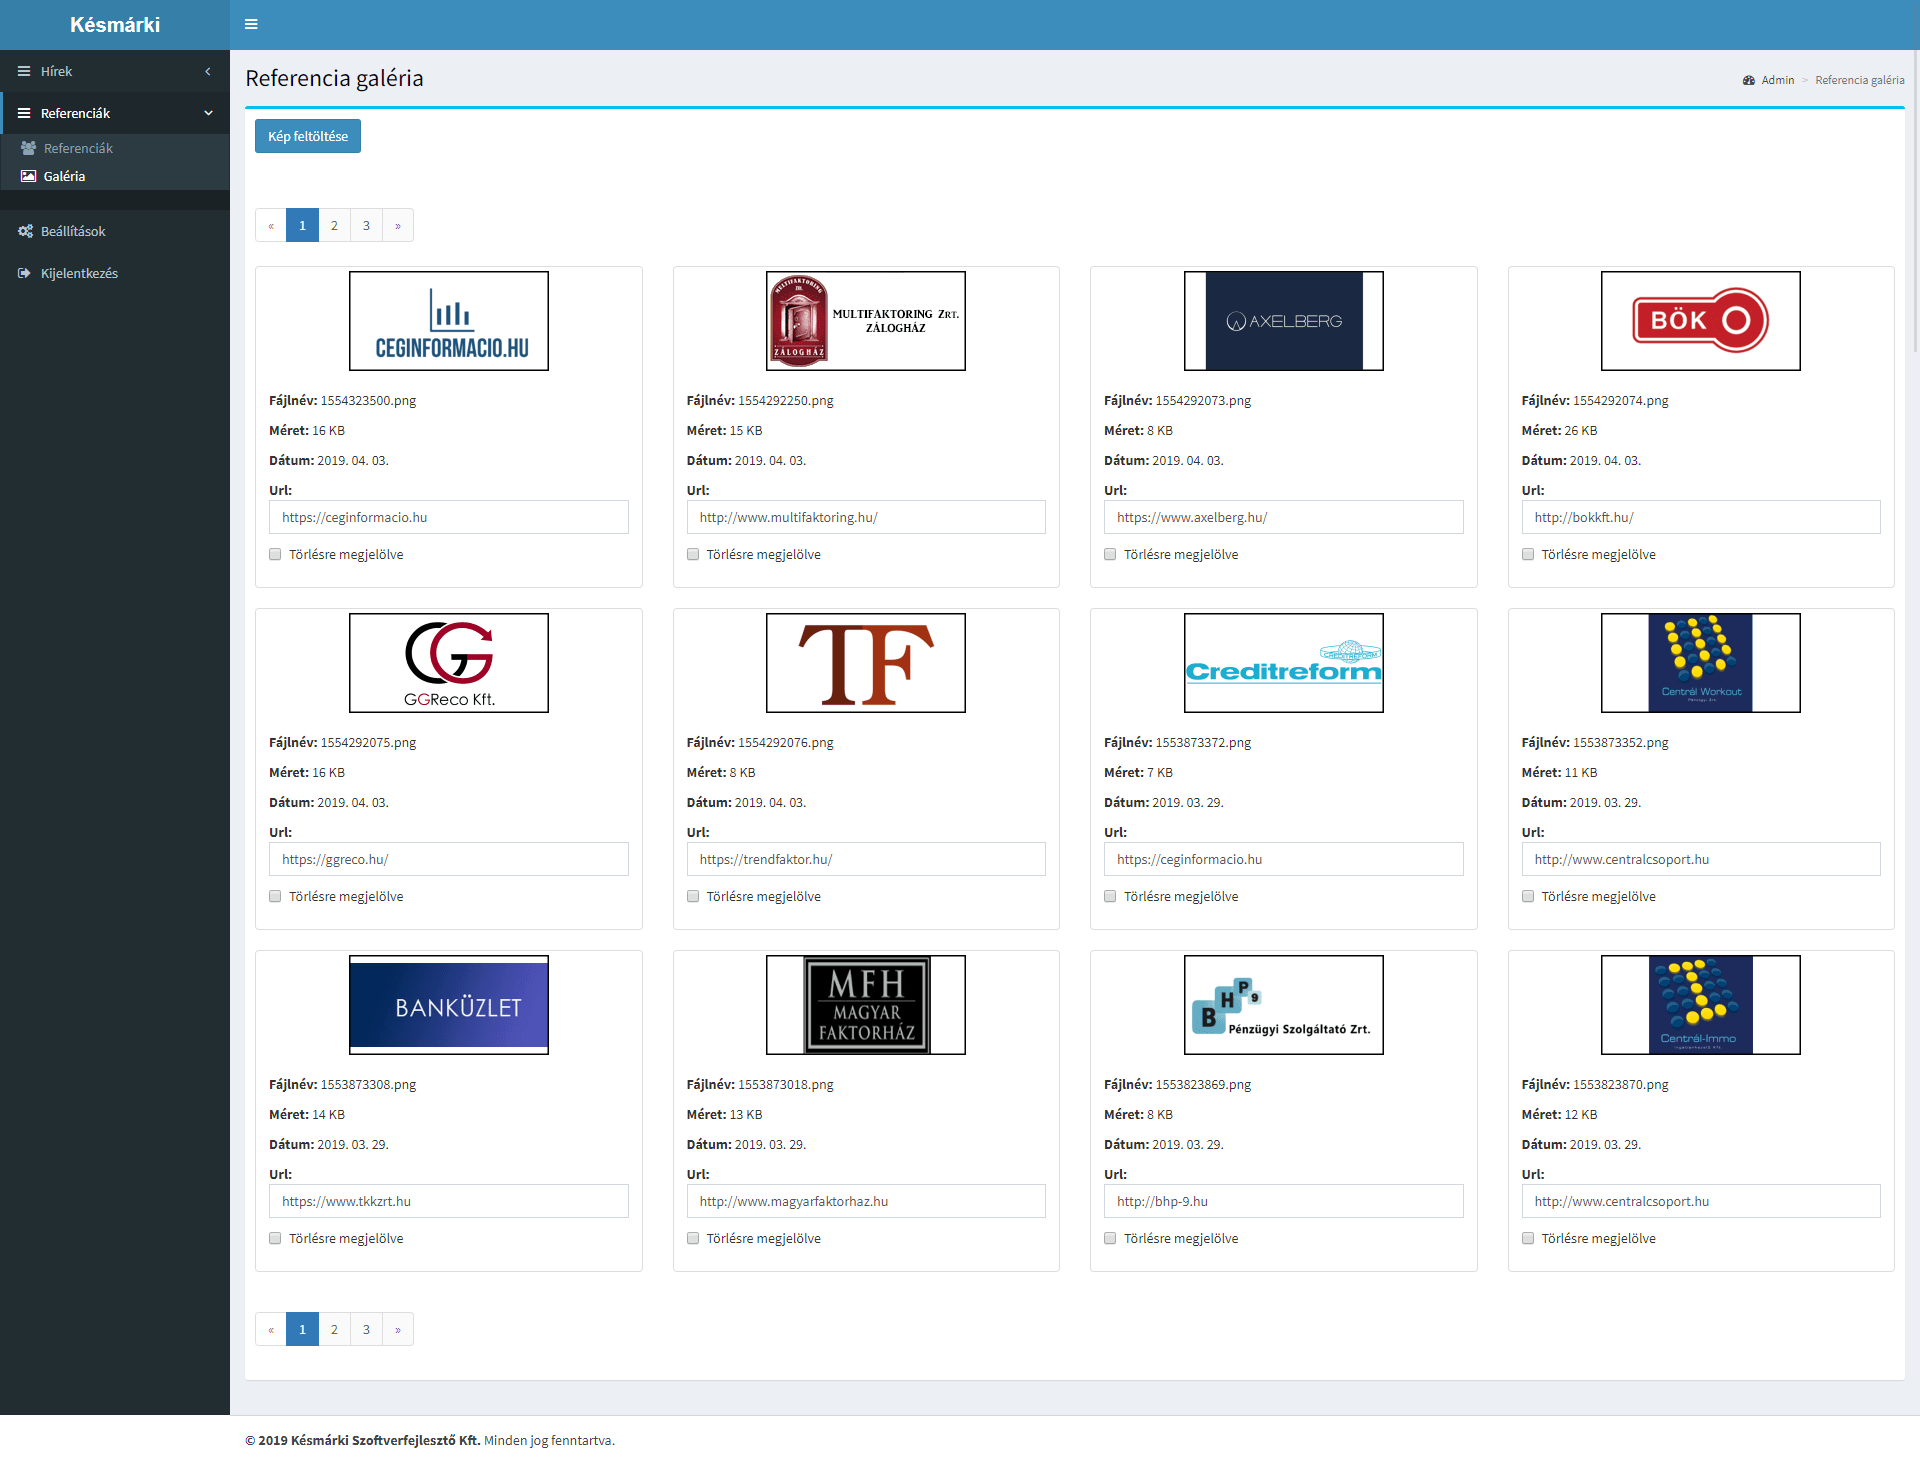 Késmárki
Hírek
Referenciák
Referenciák
Galéria
Beállítások
Kijelentkezés
Referencia galéria
Admin > Referencia galéria
Kép feltöltése
« 1 2 3 »
CEGINFORMACIO.HU
MULTIFAKTORING ZRT.
ZÁLOGHÁZ
MULTIFAKTORING
ZRT.
ZÁLOGHÁZ
AXELBERG
BÖK
Fájlnév: 1554323500.png
Méret: 16 KB
Dátum: 2019. 04. 03.
Url:
https://ceginformacio.hu
Törlésre megjelölve
Fájlnév: 1554292250.png
Méret: 15 KB
Dátum: 2019. 04. 03.
Url:
http://www.multifaktoring.hu/
Törlésre megjelölve
Fájlnév: 1554292073.png
Méret: 8 KB
Dátum: 2019. 04. 03.
Url:
https://www.axelberg.hu/
Törlésre megjelölve
Fájlnév: 1554292074.png
Méret: 26 KB
Dátum: 2019. 04. 03.
Url:
http://bokkft.hu/
Törlésre megjelölve
GGReco Kft.
Fájlnév: 1554292075.png
Méret: 16 KB
Dátum: 2019. 04. 03.
Url:
https://ggreco.hu/
Törlésre megjelölve
TF
Fájlnév: 1554292076.png
Méret: 8 KB
Dátum: 2019. 04. 03.
Url:
https://trendfaktor.hu/
Törlésre megjelölve
CREDITREFORM
Creditreform
Fájlnév: 1553873372.png
Méret: 7 KB
Dátum: 2019. 03. 29.
Url:
https://ceginformacio.hu
Törlésre megjelölve
Centrál Workout
Pénzügyi Zrt.
Fájlnév: 1553873352.png
Méret: 11 KB
Dátum: 2019. 03. 29.
Url:
http://www.centralcsoport.hu
Törlésre megjelölve
BANKÜZLET
Fájlnév: 1553873308.png
Méret: 14 KB
Dátum: 2019. 03. 29.
Url:
https://www.tkkzrt.hu
Törlésre megjelölve
MFH
MAGYAR
FAKTORHÁZ
Fájlnév: 1553873018.png
Méret: 13 KB
Dátum: 2019. 03. 29.
Url:
http://www.magyarfaktorhaz.hu
Törlésre megjelölve
BHP9
Pénzügyi Szolgáltató Zrt.
Fájlnév: 1553823869.png
Méret: 8 KB
Dátum: 2019. 03. 29.
Url:
http://bhp-9.hu
Törlésre megjelölve
Centrál-Immo
Fájlnév: 1553823870.png
Méret: 12 KB
Dátum: 2019. 03. 29.
Url:
http://www.centralcsoport.hu
Törlésre megjelölve
« 1 2 3 »
© 2019 Késmárki Szoftverfejlesztő Kft. Minden jog fenntartva.